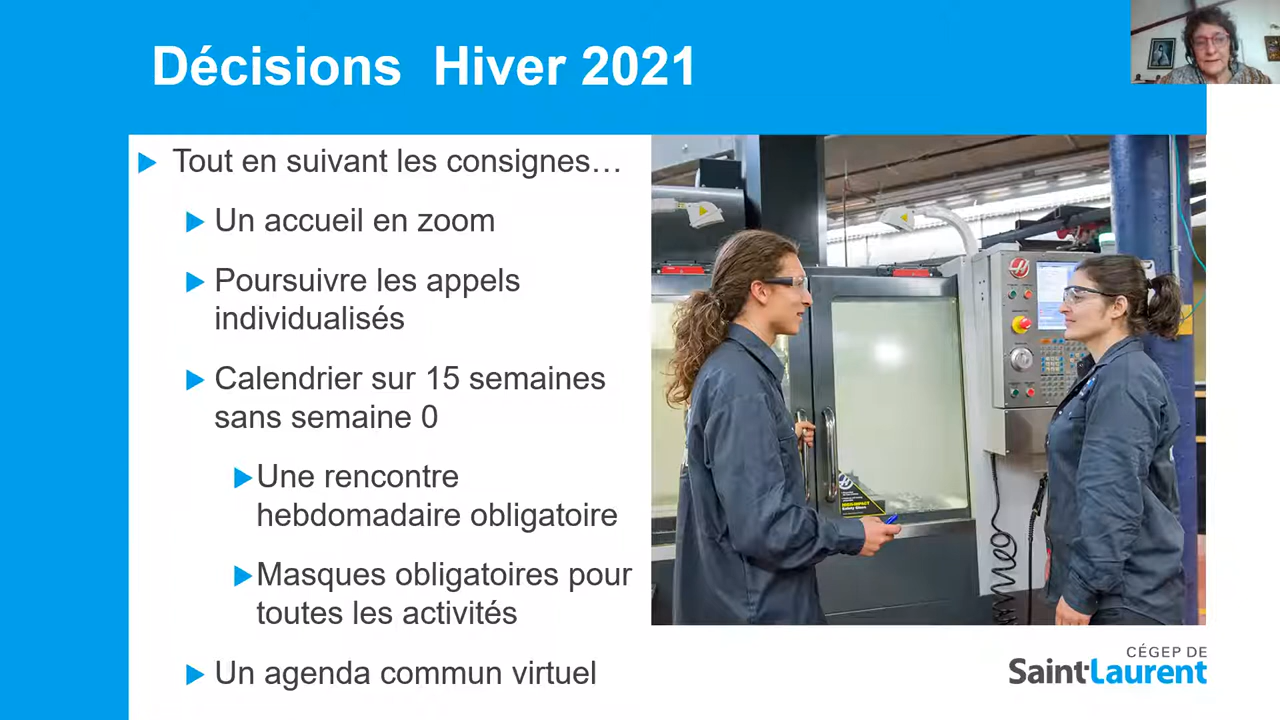 Décisions Hiver 2021
Tout en suivant les consignes…
Un accueil en zoom
Poursuivre les appels
individualisés
Calendrier sur 15 semaines
sans semaine 0
Une rencontre
hebdomadaire obligatoire
Masques obligatoires pour
toutes les activités
Un agenda commun virtuel
CÉGEP DE
Saint-Laurent